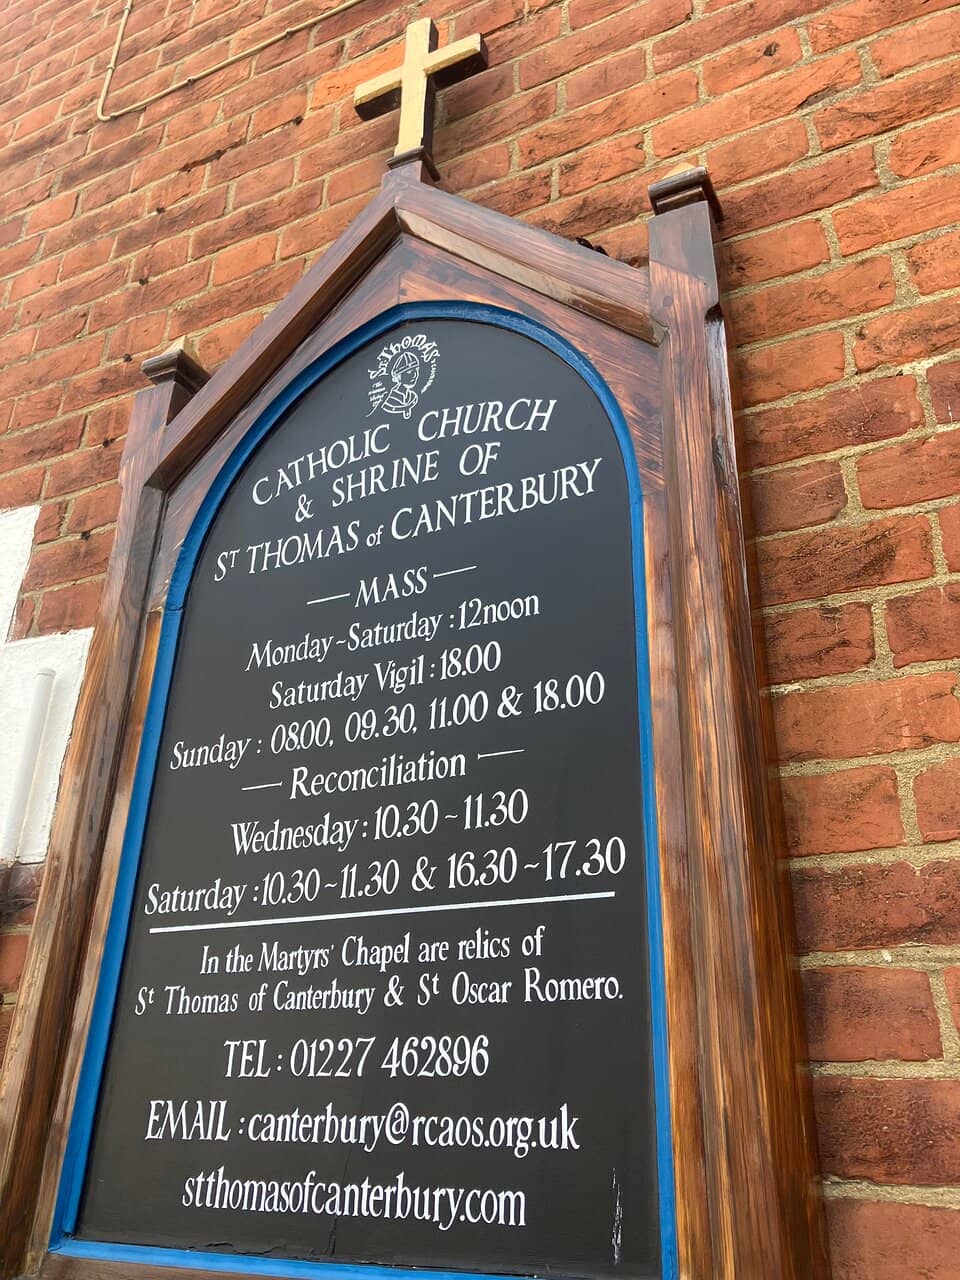 St. THOMAS
CATHOLIC CHURCH
& SHRINE OF
ST THOMAS of CANTERBURY
— MASS —
Monday~Saturday : 12noon
Saturday Vigil : 18.00
Sunday : 08.00, 09.30, 11.00 & 18.00
— Reconciliation —
Wednesday : 10.30 ~ 11.30
Saturday : 10.30 ~ 11.30 & 16.30 ~ 17.30
In the Martyrs' Chapel are relics of
St Thomas of Canterbury & St Oscar Romero.
TEL : 01227 462896
EMAIL : canterbury@rcaos.org.uk
stthomasofcanterbury.com